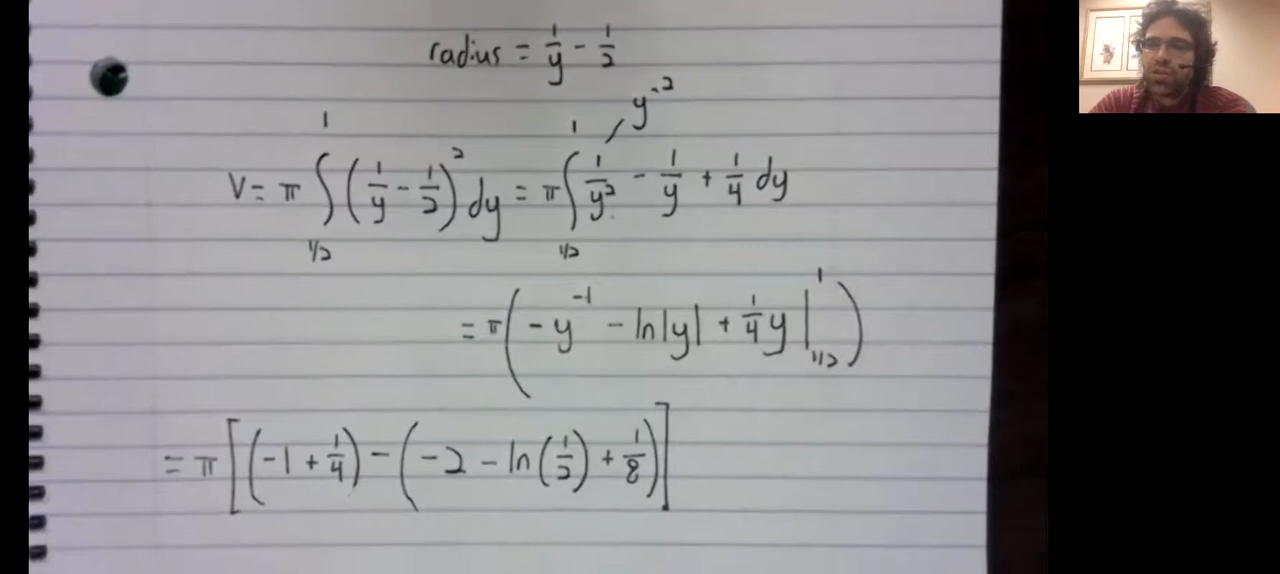 radius = 1/y - 1/2
y^-2
V = π ∫_{1/2}^{1} (1/y - 1/2)^2 dy = π ∫_{1/2}^{1} 1/y^2 - 1/y + 1/4 dy
= π ( -y^-1 - ln|y| + 1/4 y |_{1/2}^{1} )
= π [ ( -1 + 1/4 ) - ( -2 - ln(1/2) + 1/8 ) ]